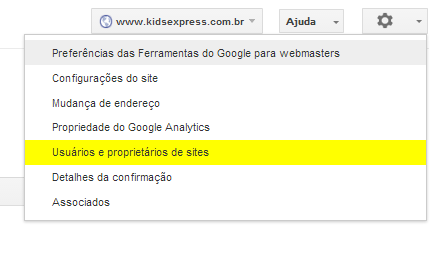 www.kidsexpress.com.br
Ajuda
Preferências das Ferramentas do Google para webmasters
Configurações do site
Mudança de endereço
Propriedade do Google Analytics
Usuários e proprietários de sites
Detalhes da confirmação
Associados